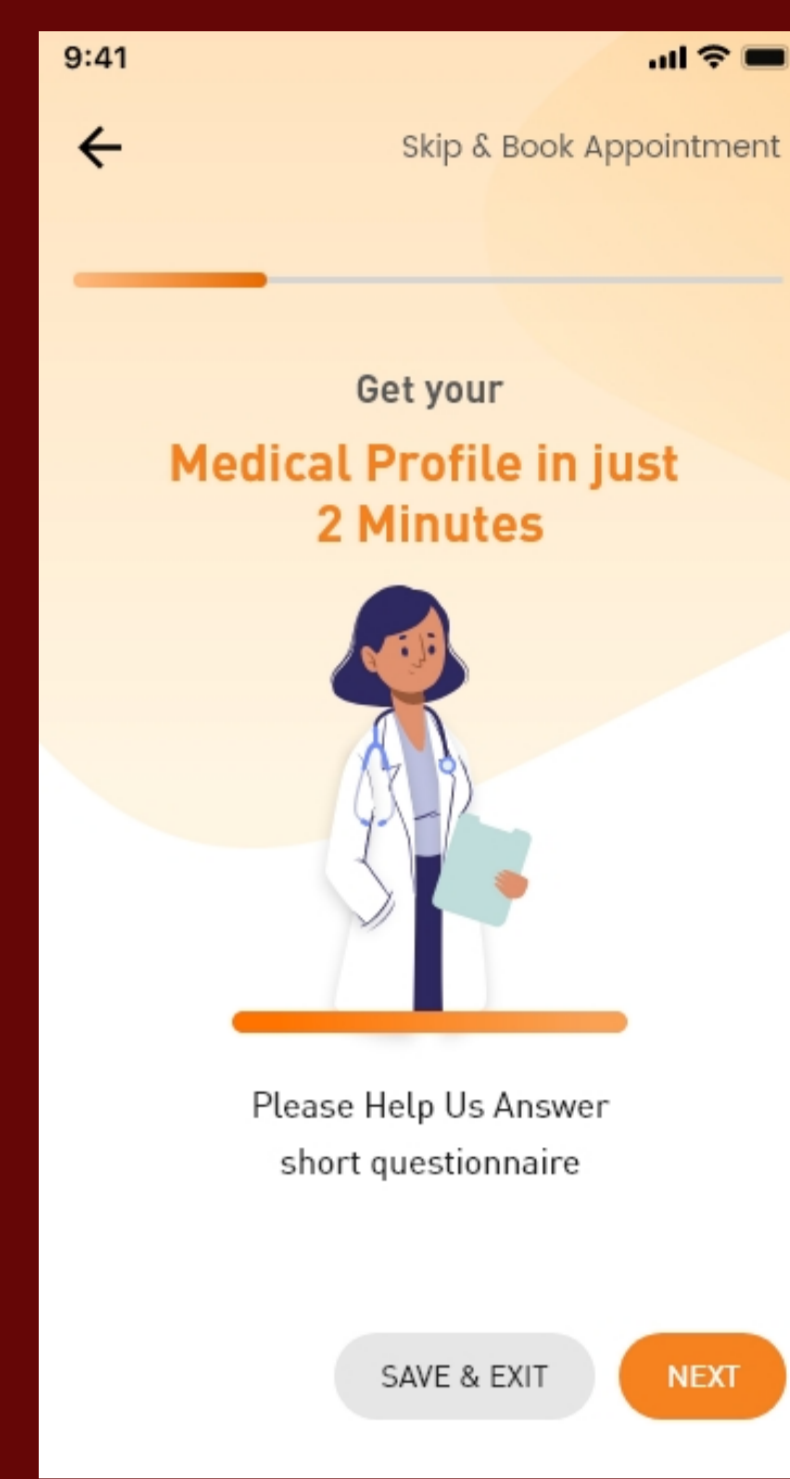 9:41
Skip & Book Appointment
Get your
Medical Profile in just
2 Minutes
Please Help Us Answer
short questionnaire
SAVE & EXIT
NEXT